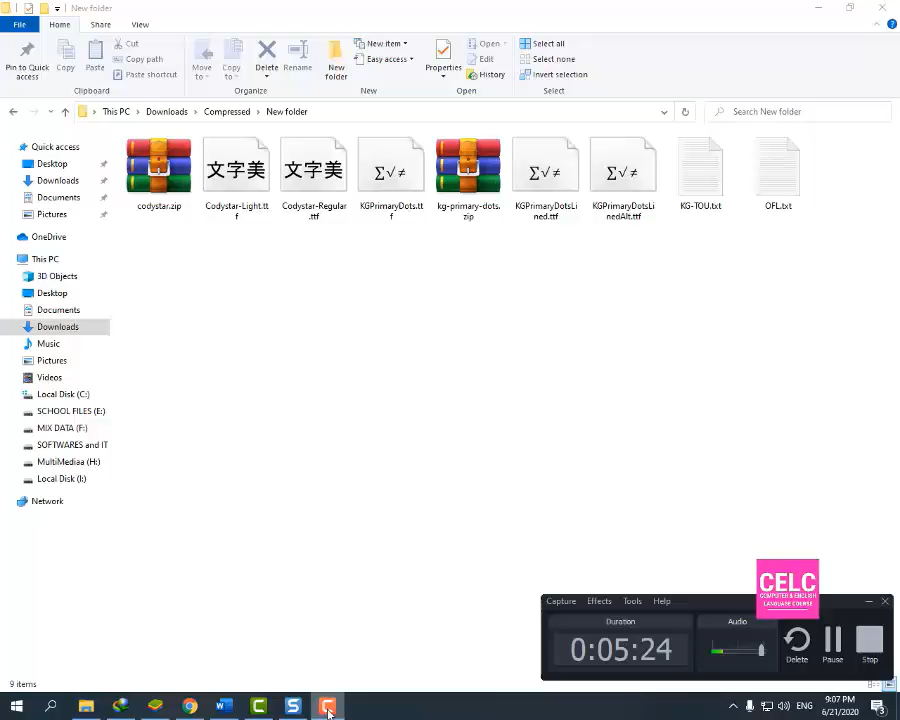 New folder
File Home Share View
Pin to Quick access
Copy
Paste
Cut
Copy path
Paste shortcut
Clipboard
Move to
Copy to
Delete
Rename
Organize
New folder
New item
Easy access
New
Properties
Open
Edit
History
Open
Select all
Select none
Invert selection
Select
This PC Downloads Compressed New folder
Search New folder
Quick access
Desktop
Downloads
Documents
Pictures
OneDrive
This PC
3D Objects
Desktop
Documents
Downloads
Music
Pictures
Videos
Local Disk (C:)
SCHOOL FILES (E:)
MIX DATA (F:)
SOFTWARES and IT
MultiMediaa (H:)
Local Disk (I:)
Network
文字美 文字美 Σ√≠ Σ√≠ Σ√≠
codystar.zip
Codystar-Light.tt
f
Codystar-Regular
.ttf
KGPrimaryDots.tt
f
kg-primary-dots.
zip
KGPrimaryDotsLi
ned.ttf
KGPrimaryDotsLi
nedAlt.ttf
KG-TOU.txt
OFL.txt
CELC
COMPUTER & ENGLISH
LANGUAGE COURSE
Capture Effects Tools Help
Duration
0:05:24
Audio
Delete
Pause
Stop
9 items
ENG
9:07 PM
6/21/2020
3